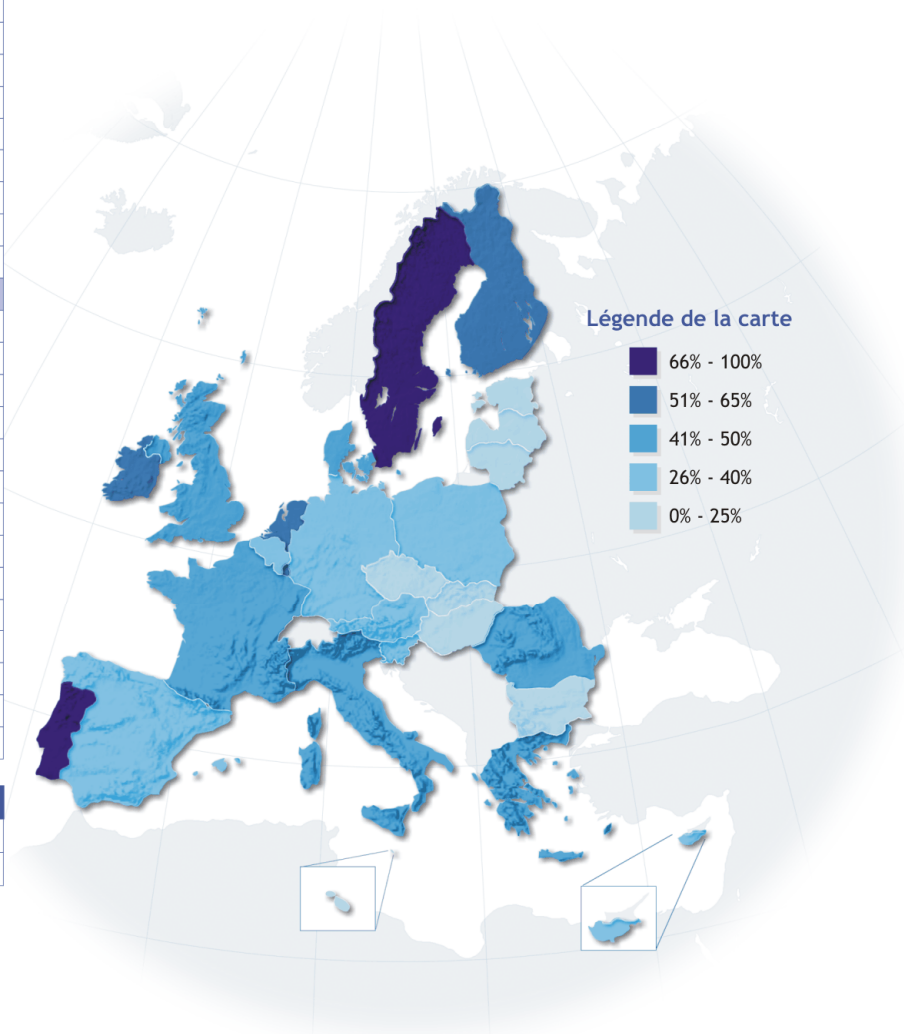 Légende de la carte
66% - 100%
51% - 65%
41% - 50%
26% - 40%
0% - 25%